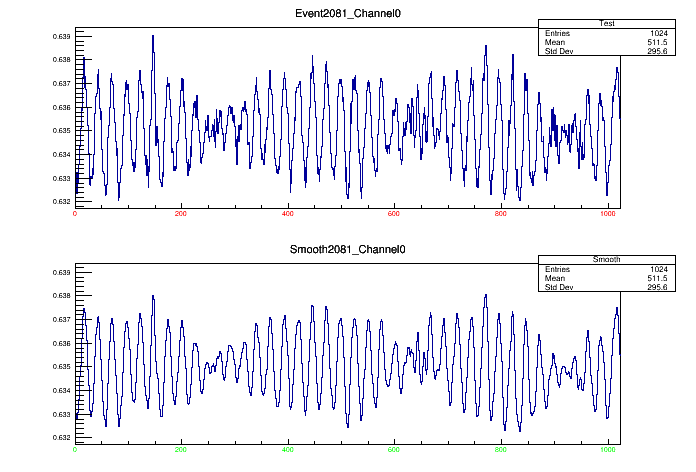 Event2081_Channel0
Test
Entries 1024
Mean 511.5
Std Dev 295.6
0.639
0.638
0.637
0.636
0.635
0.634
0.633
0.632
0 200 400 600 800 1000
Smooth2081_Channel0
Smooth
Entries 1024
Mean 511.5
Std Dev 295.6
0.639
0.638
0.637
0.636
0.635
0.634
0.633
0.632
0 200 400 600 800 1000